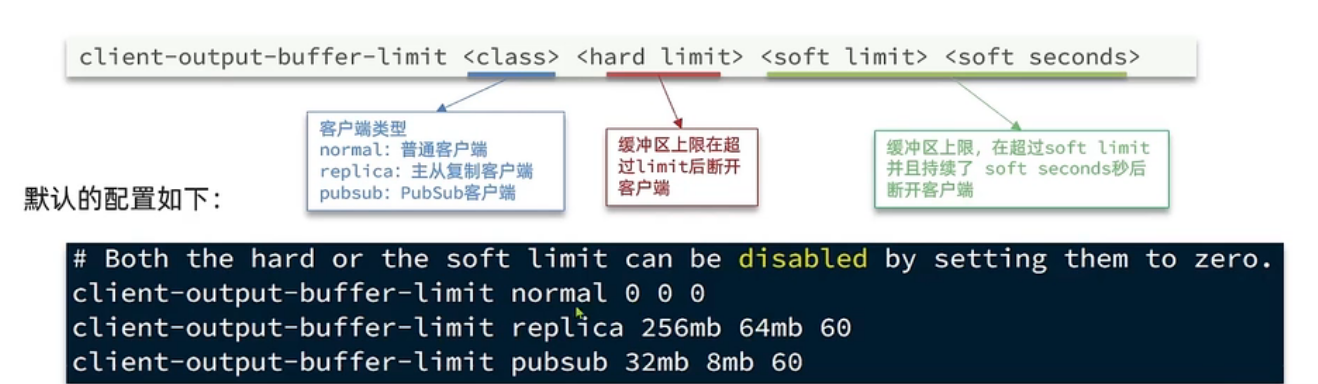 client-output-buffer-limit <class> <hard limit> <soft limit> <soft seconds>
客户端类型
normal：普通客户端
replica：主从复制客户端
pubsub：PubSub客户端
缓冲区上限在超
过limit后断开
客户端
缓冲区上限，在超过soft limit
并且持续了 soft seconds秒后
断开客户端
默认的配置如下：
# Both the hard or the soft limit can be disabled by setting them to zero.
client-output-buffer-limit normal 0 0 0
client-output-buffer-limit replica 256mb 64mb 60
client-output-buffer-limit pubsub 32mb 8mb 60